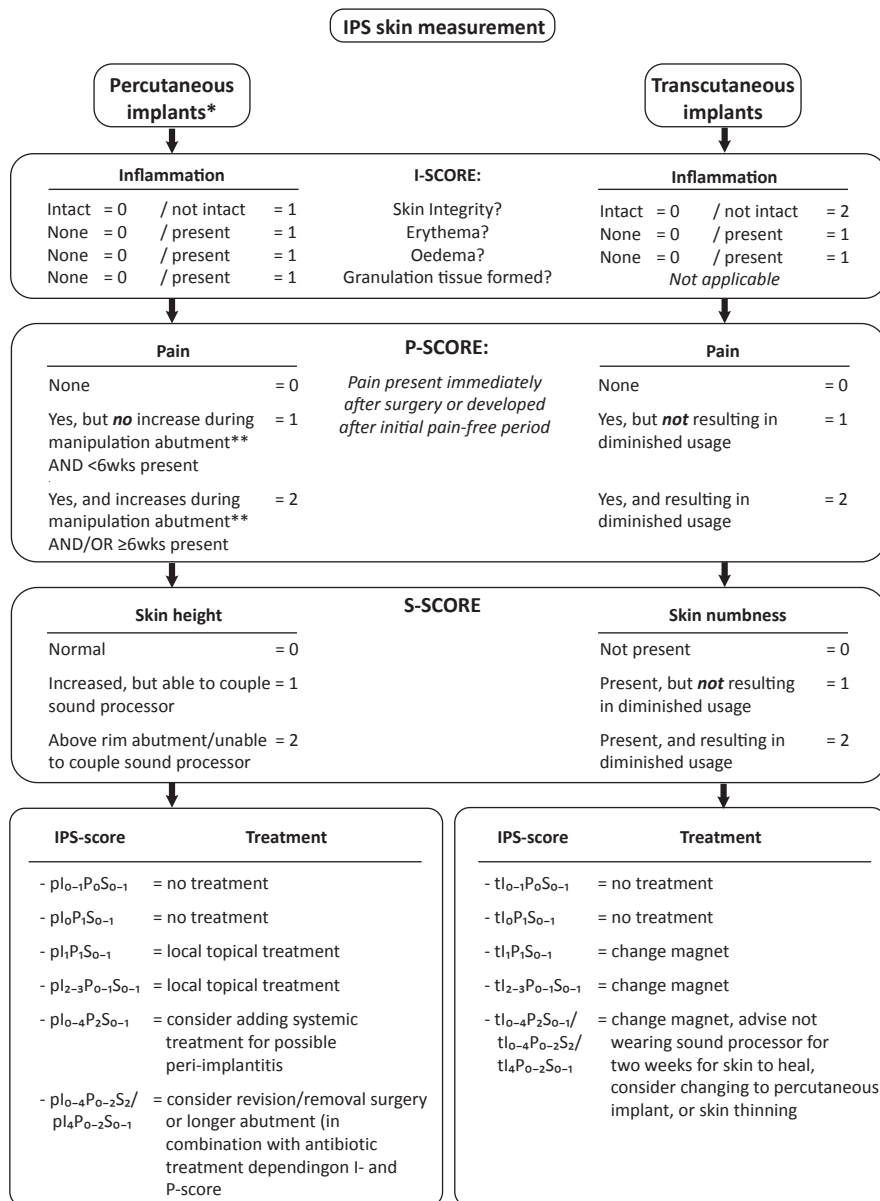 IPS skin measurement
Percutaneous
implants*
Transcutaneous
implants
Inflammation
Intact = 0 / not intact = 1
None = 0 / present = 1
None = 0 / present = 1
None = 0 / present = 1
I-SCORE:
Skin Integrity?
Erythema?
Oedema?
Granulation tissue formed?
Inflammation
Intact = 0 / not intact = 2
None = 0 / present = 1
None = 0 / present = 1
Not applicable
Pain
None = 0
Yes, but no increase during = 1
manipulation abutment**
AND <6wks present
Yes, and increases during = 2
manipulation abutment**
AND/OR ≥6wks present
P-SCORE:
Pain present immediately
after surgery or developed
after initial pain-free period
Pain
None = 0
Yes, but not resulting in = 1
diminished usage
Yes, and resulting in = 2
diminished usage
Skin height
Normal = 0
Increased, but able to couple = 1
sound processor
Above rim abutment/unable = 2
to couple sound processor
S-SCORE
Skin numbness
Not present = 0
Present, but not resulting = 1
in diminished usage
Present, and resulting in = 2
diminished usage
IPS-score Treatment
- pI₀₋₁P₀S₀₋₁ = no treatment
- pI₀P₁S₀₋₁ = no treatment
- pI₁P₁S₀₋₁ = local topical treatment
- pI₂₋₃P₀₋₁S₀₋₁ = local topical treatment
- pI₀₋₄P₂S₀₋₁ = consider adding systemic
treatment for possible
peri-implantitis
- pI₀₋₄P₀₋₂S₂/ = consider revision/removal surgery
pI₄P₀₋₂S₀₋₁ or longer abutment (in
combination with antibiotic
treatment dependingon I- and
P-score
IPS-score Treatment
- tI₀₋₁P₀S₀₋₁ = no treatment
- tI₀P₁S₀₋₁ = no treatment
- tI₁P₁S₀₋₁ = change magnet
- tI₂₋₃P₀₋₁S₀₋₁ = change magnet
- tI₀₋₄P₂S₀₋₁/ = change magnet, advise not
tI₀₋₄P₀₋₂S₂/ wearing sound processor for
tI₄P₀₋₂S₀₋₁ two weeks for skin to heal,
consider changing to percutaneous
implant, or skin thinning